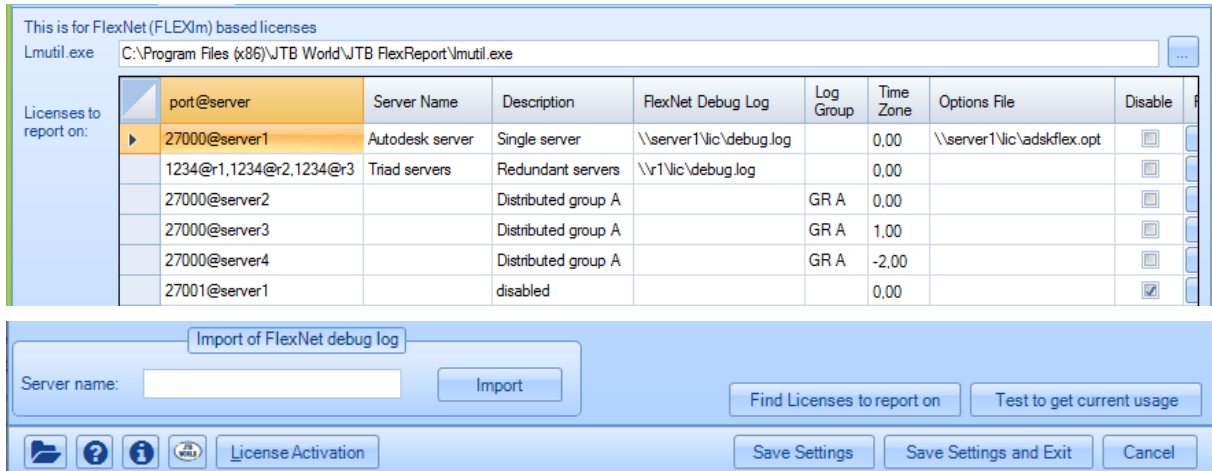 This is for FlexNet (FLEXlm) based licenses
Lmutil.exe C:\Program Files (x86)\JTB World\JTB FlexReport\lmutil.exe ...
Licenses to report on:
port@server Server Name Description FlexNet Debug Log Log Group Time Zone Options File Disable
27000@server1 Autodesk server Single server \\server1\lic\debug.log 0,00 \\server1\lic\adskflex.opt
1234@r1,1234@r2,1234@r3 Triad servers Redundant servers \\r1\lic\debug.log 0,00
27000@server2 Distributed group A GR A 0,00
27000@server3 Distributed group A GR A 1,00
27000@server4 Distributed group A GR A -2,00
27001@server1 disabled 0,00
Import of FlexNet debug log
Server name: Import
Find Licenses to report on Test to get current usage
JTB WORLD License Activation Save Settings Save Settings and Exit Cancel